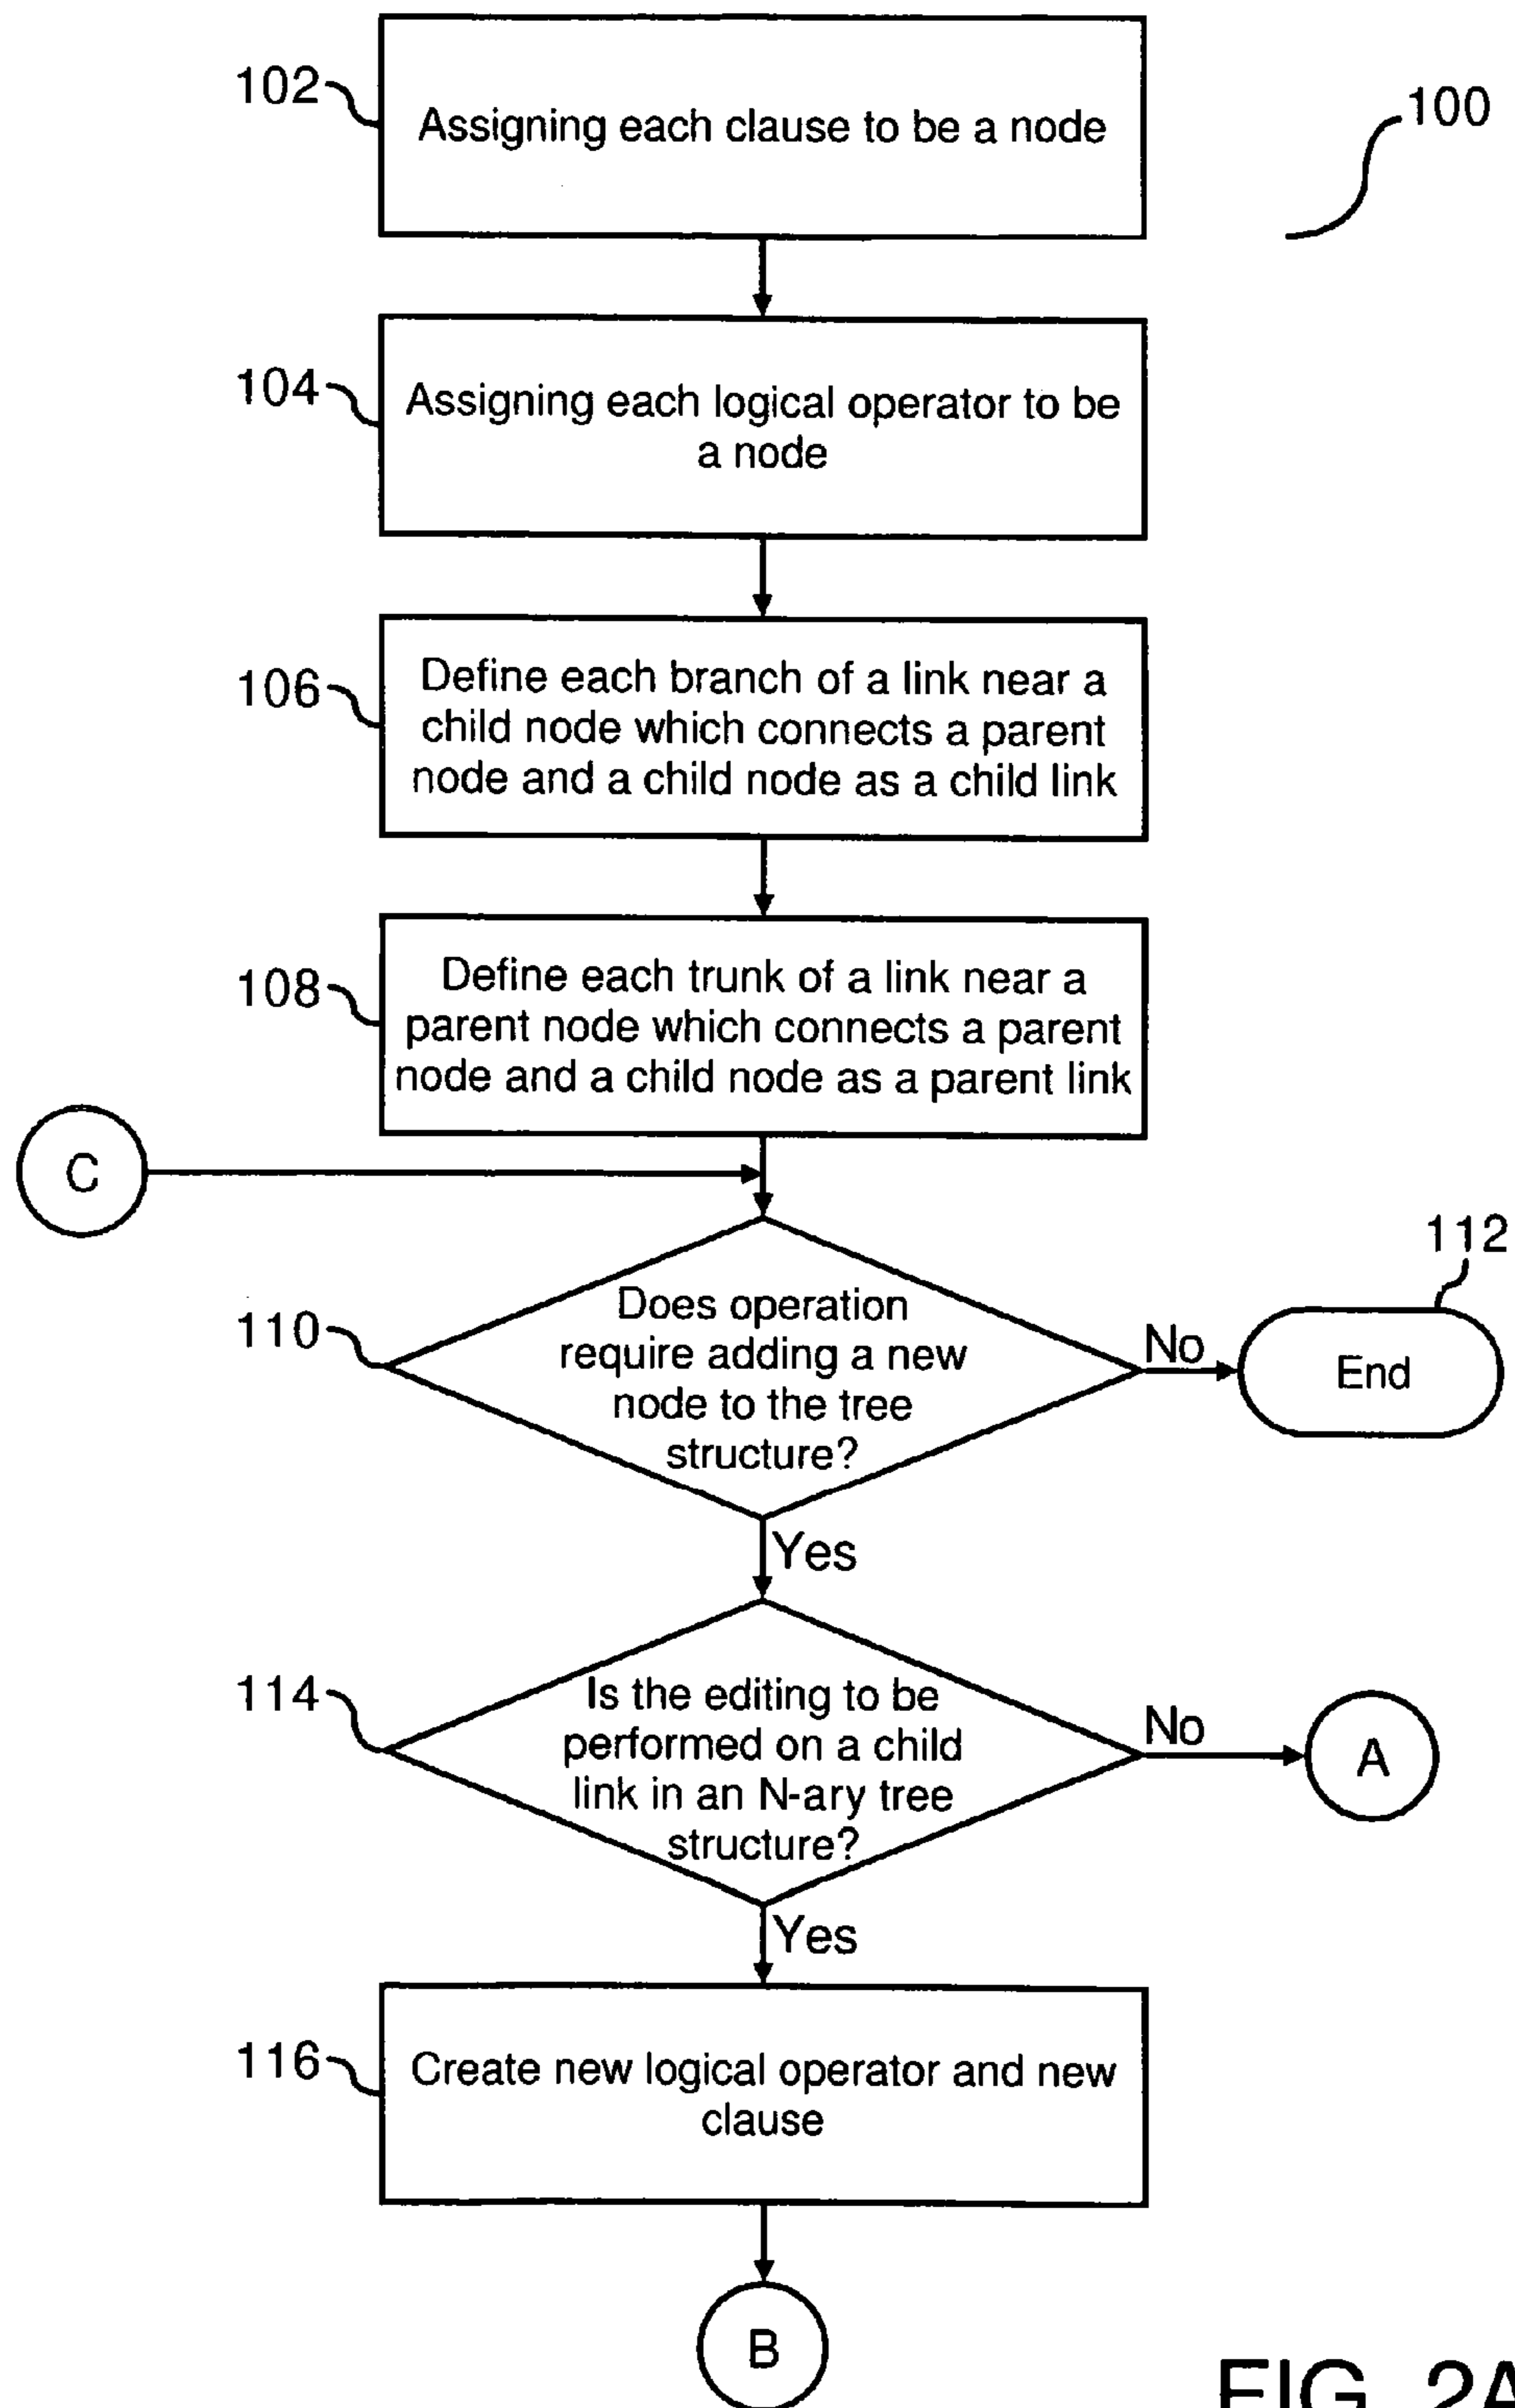 102
Assigning each clause to be a node
100
104
Assigning each logical operator to be
a node
106
Define each branch of a link near a
child node which connects a parent
node and a child node as a child link
108
Define each trunk of a link near a
parent node which connects a parent
node and a child node as a parent link
C
110
Does operation
require adding a new
node to the tree
structure?
No
112
End
Yes
114
Is the editing to be
performed on a child
link in an N-ary tree
structure?
No
A
Yes
116
Create new logical operator and new
clause
B
FIG. 2A